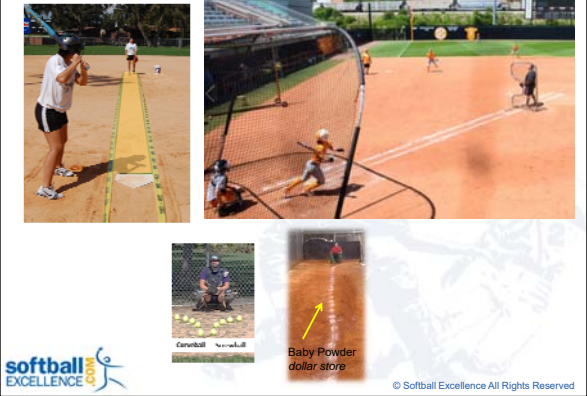 Curveball Screwball
Baby Powder
dollar store
softball
EXCELLENCE.COM
© Softball Excellence All Rights Reserved